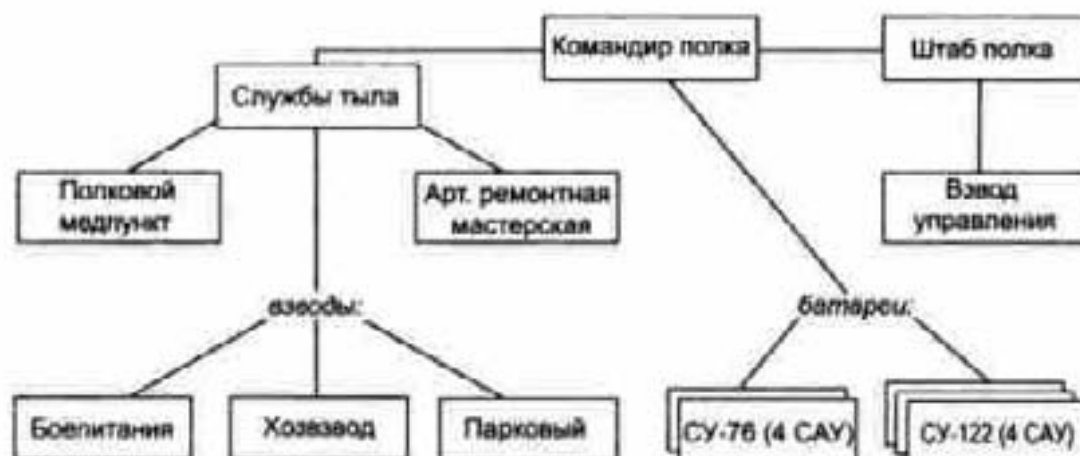 Командир полка
Штаб полка
Службы тыла
Полковой
медпункт
Арт. ремонтная
мастерская
Взвод
управления
взводы:
батареи:
Боепитания
Хозвзвод
Парковый
СУ-76 (4 САУ)
СУ-122 (4 САУ)